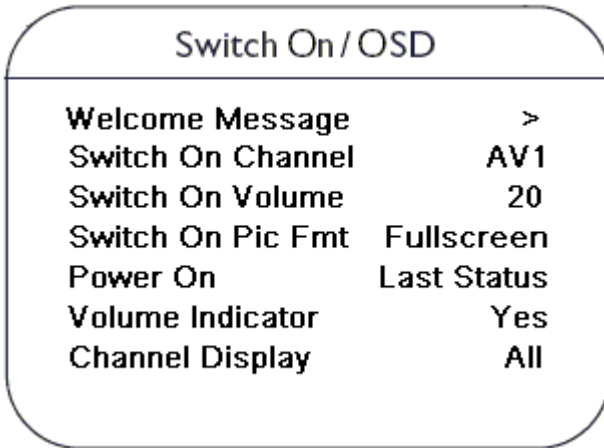 Switch On / OSD
Welcome Message >
Switch On Channel AV1
Switch On Volume 20
Switch On Pic Fmt Fullscreen
Power On Last Status
Volume Indicator Yes
Channel Display All